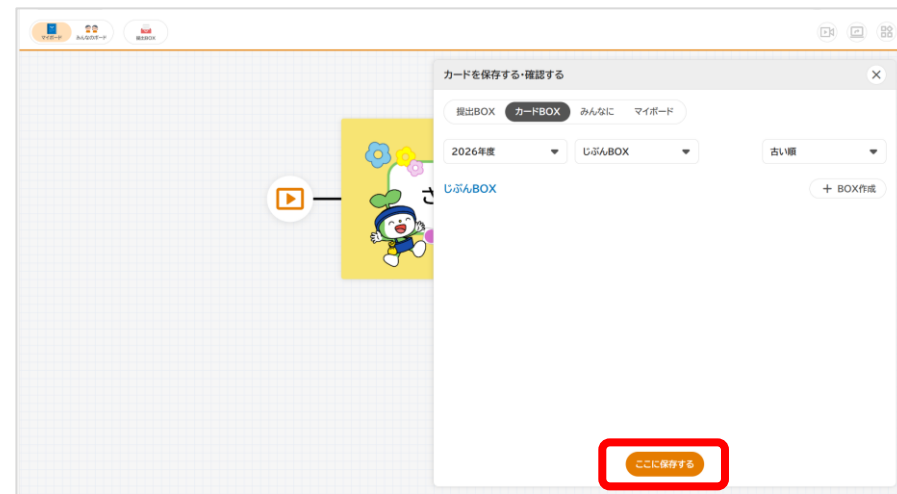 マイボード みんなのボード 提出BOX
カードを保存する・確認する
提出BOX カードBOX みんなに マイボード
2026年度 じぶんBOX 古い順
さ
じぶんBOX + BOX作成
ここに保存する